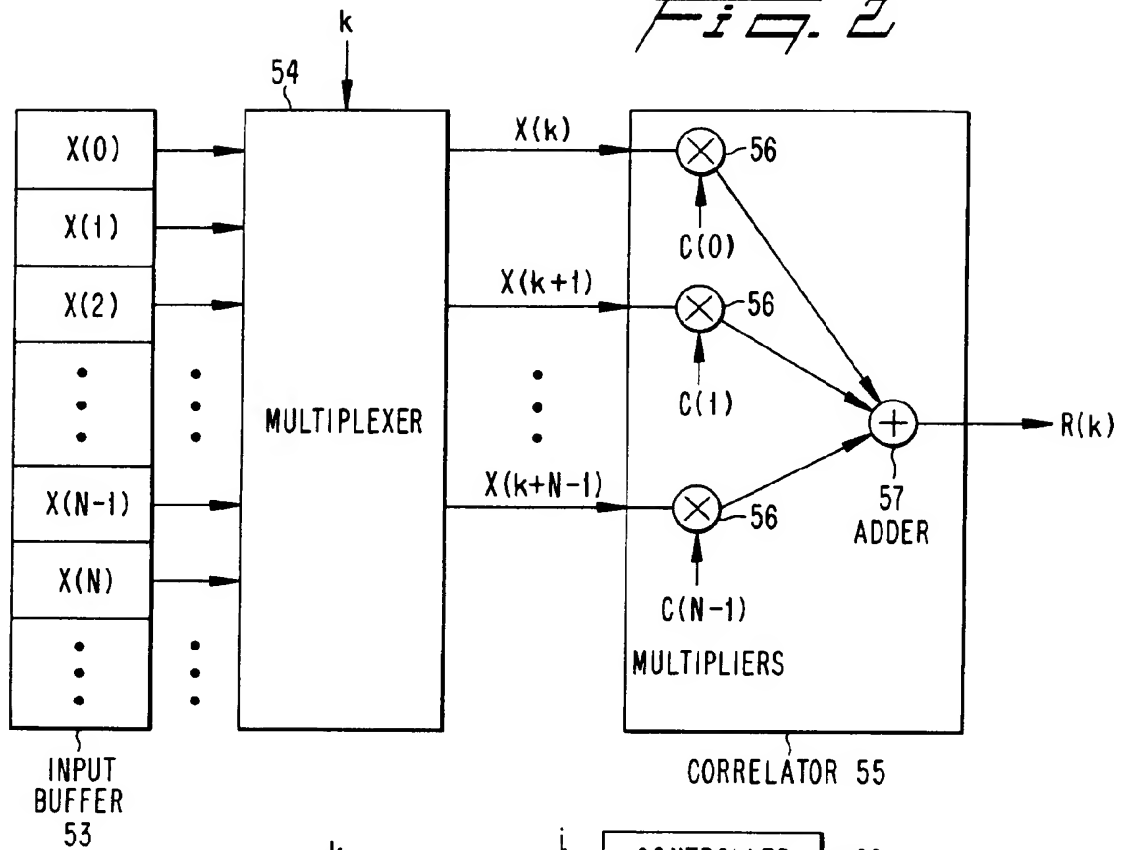 Fig. 2
k
54
X(0)
X(1)
X(2)
X(N-1)
X(N)
INPUT
BUFFER
53
MULTIPLEXER
X(k)
X(k+1)
X(k+N-1)
56
C(0)
56
C(1)
56
C(N-1)
MULTIPLIERS
57
ADDER
R(k)
CORRELATOR 55
k
i
CONTROLLER